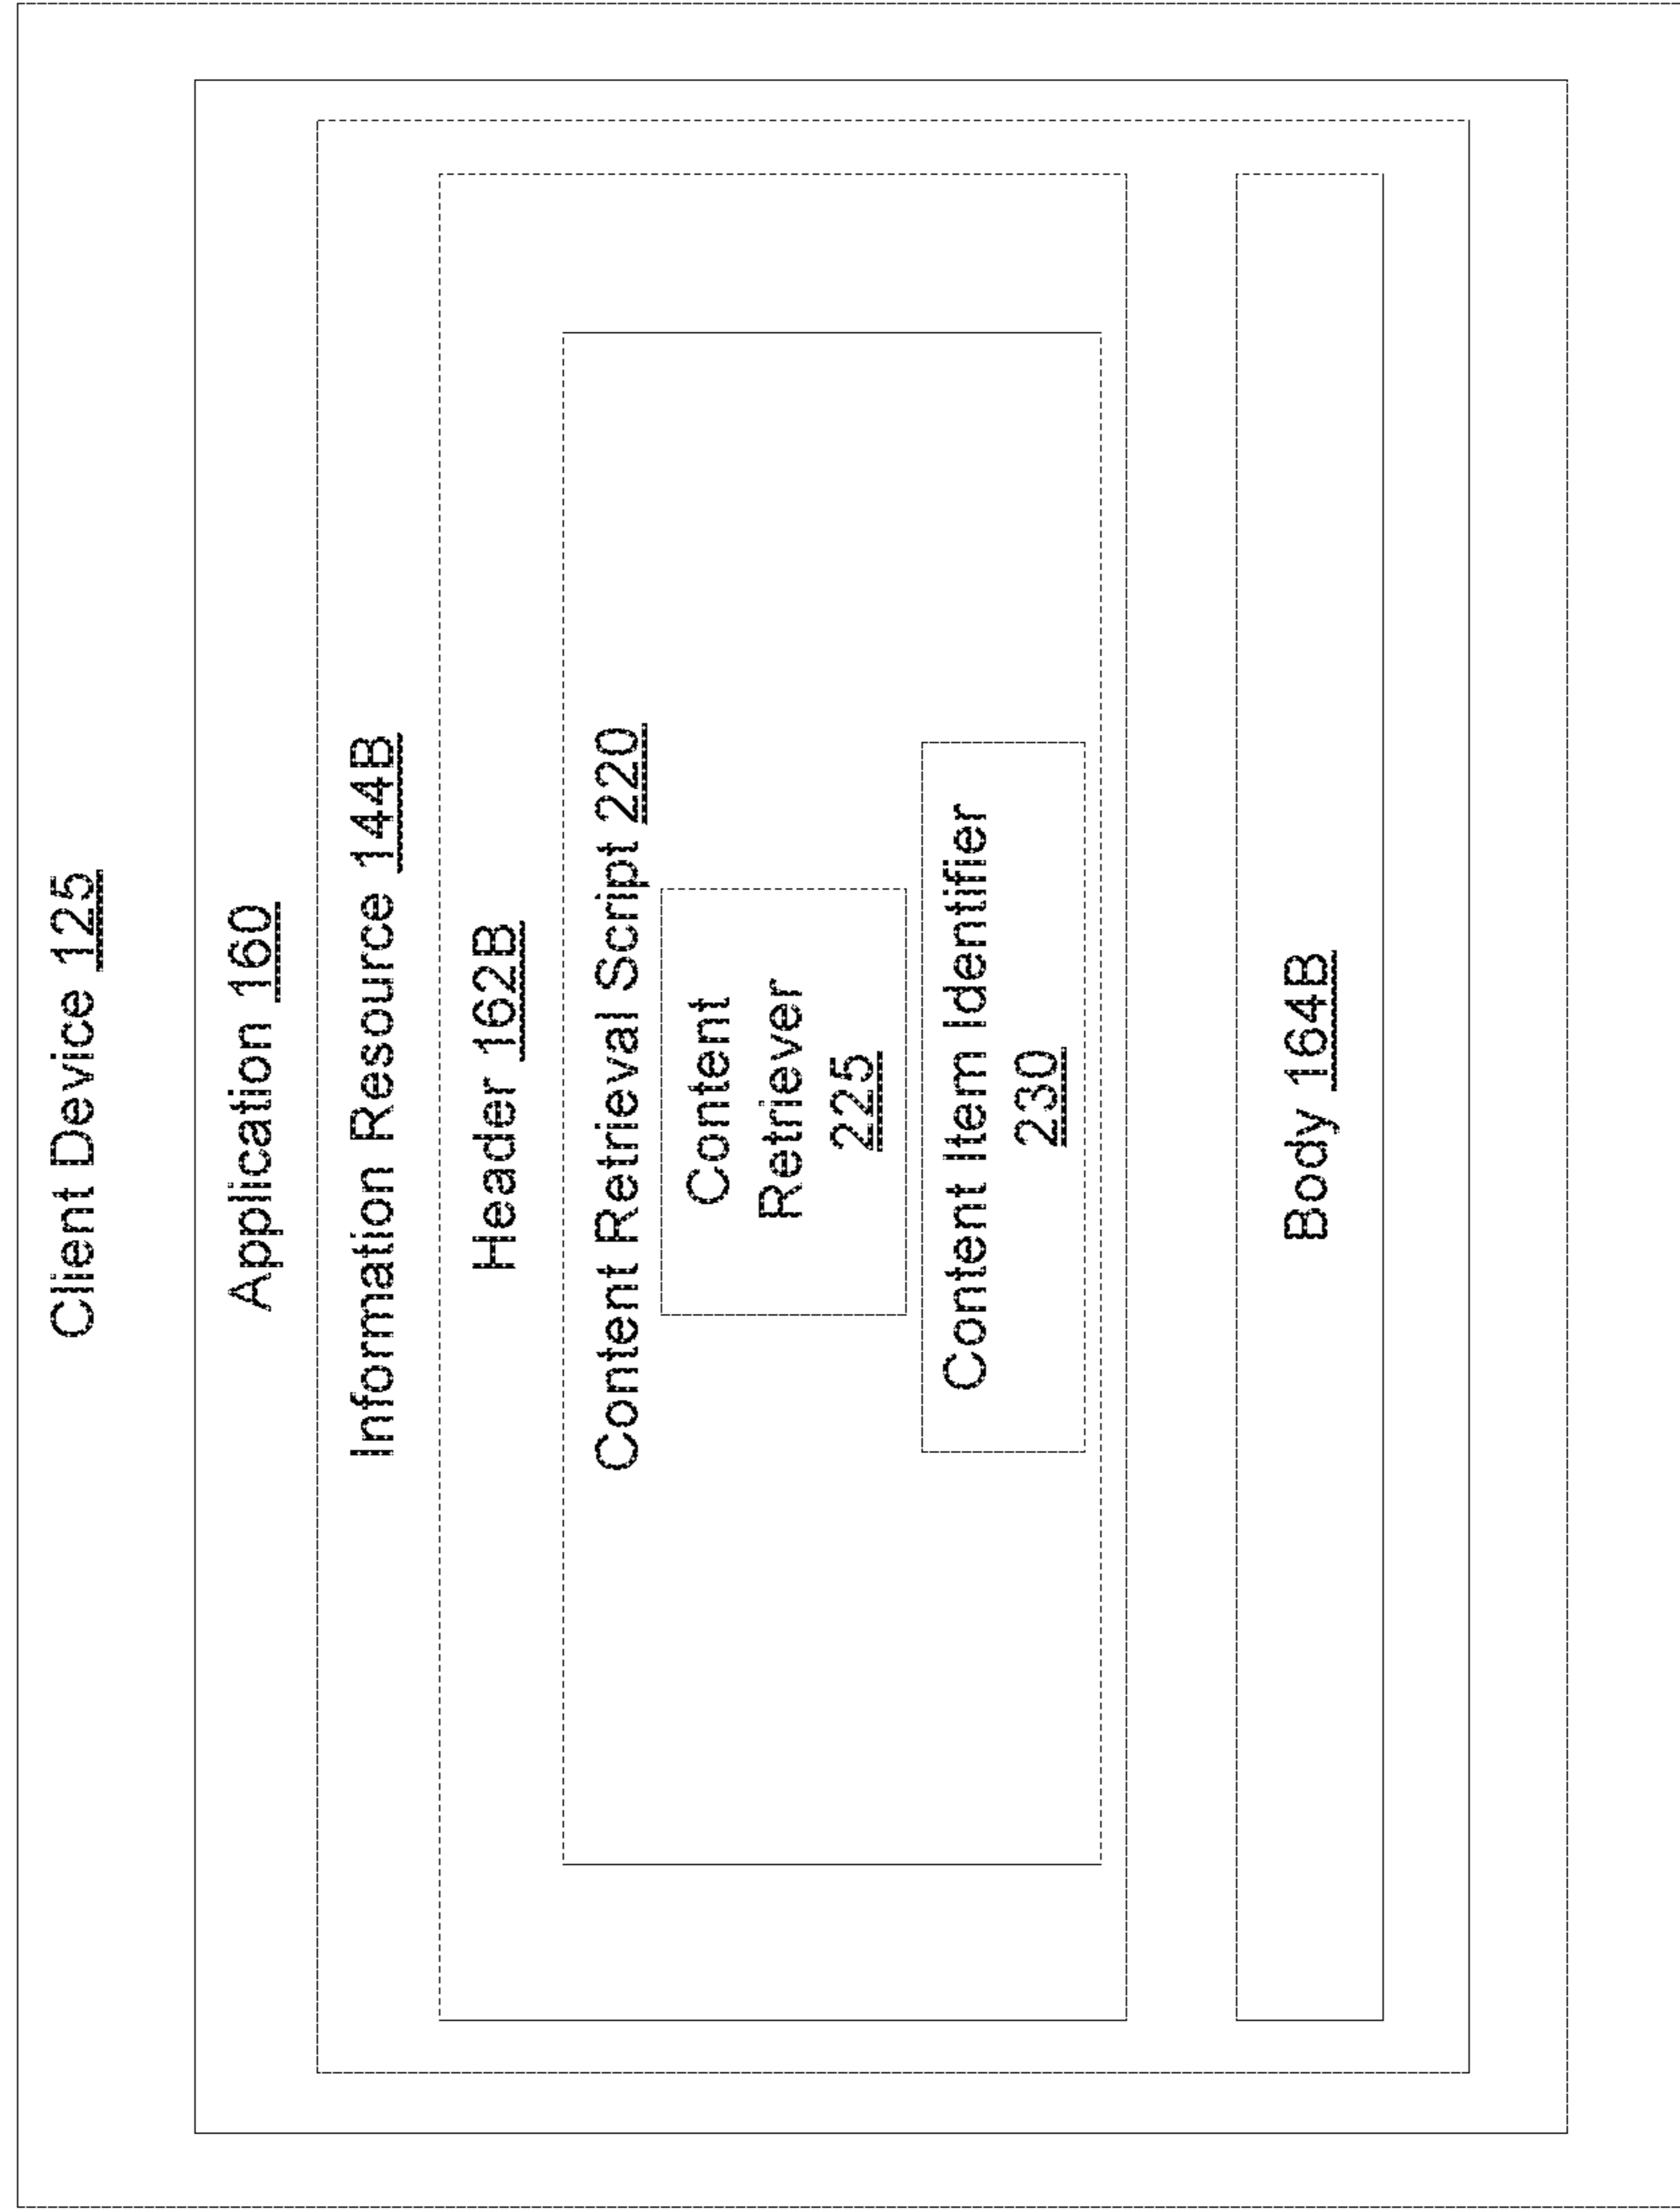 Client Device 125
Application 160
Information Resource 144B
Header 162B
Content Retrieval Script 220
Content
Retriever
225
Content Item Identifier
230
Body 164B